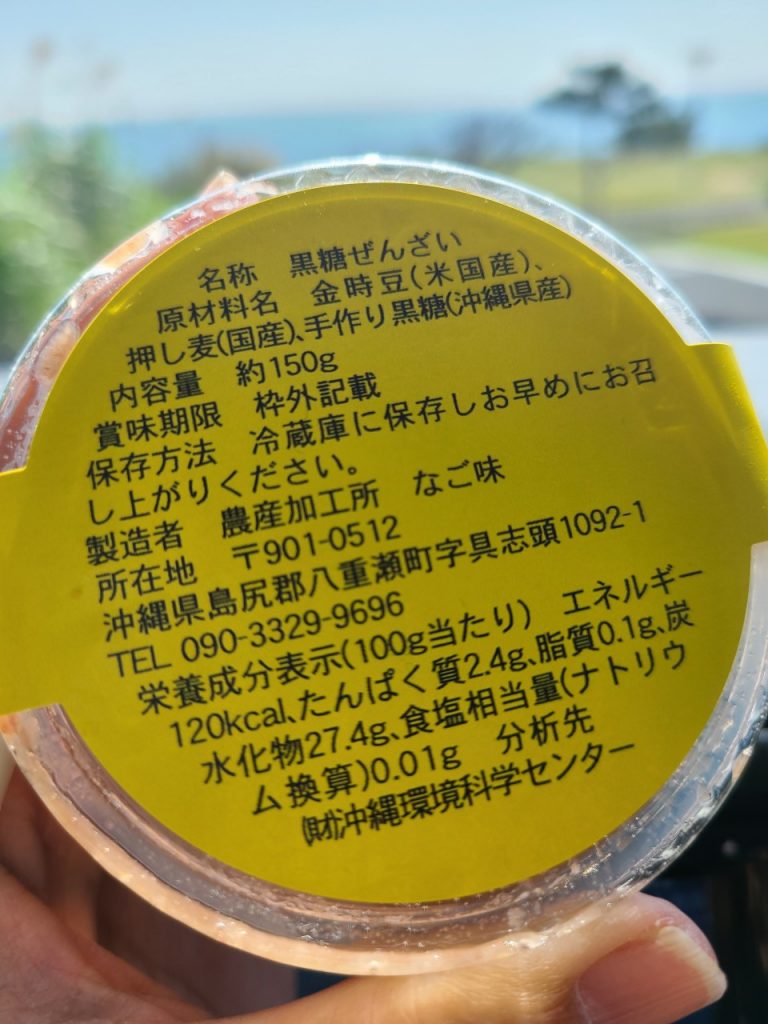 名称　黒糖ぜんざい
原材料名　金時豆(米国産)、
押し麦(国産)、手作り黒糖(沖縄県産)
内容量　約150g
賞味期限　枠外記載
保存方法　冷蔵庫に保存しお早めにお召
し上がりください。
製造者　農産加工所　なご味
所在地　〒901-0512
沖縄県島尻郡八重瀬町字具志頭1092-1
TEL 090-3329-9696
栄養成分表示(100g当たり)　エネルギー
120kcal、たんぱく質2.4g、脂質0.1g、炭
水化物27.4g、食塩相当量(ナトリウ
ム換算)0.01g　分析先
(財)沖縄環境科学センター